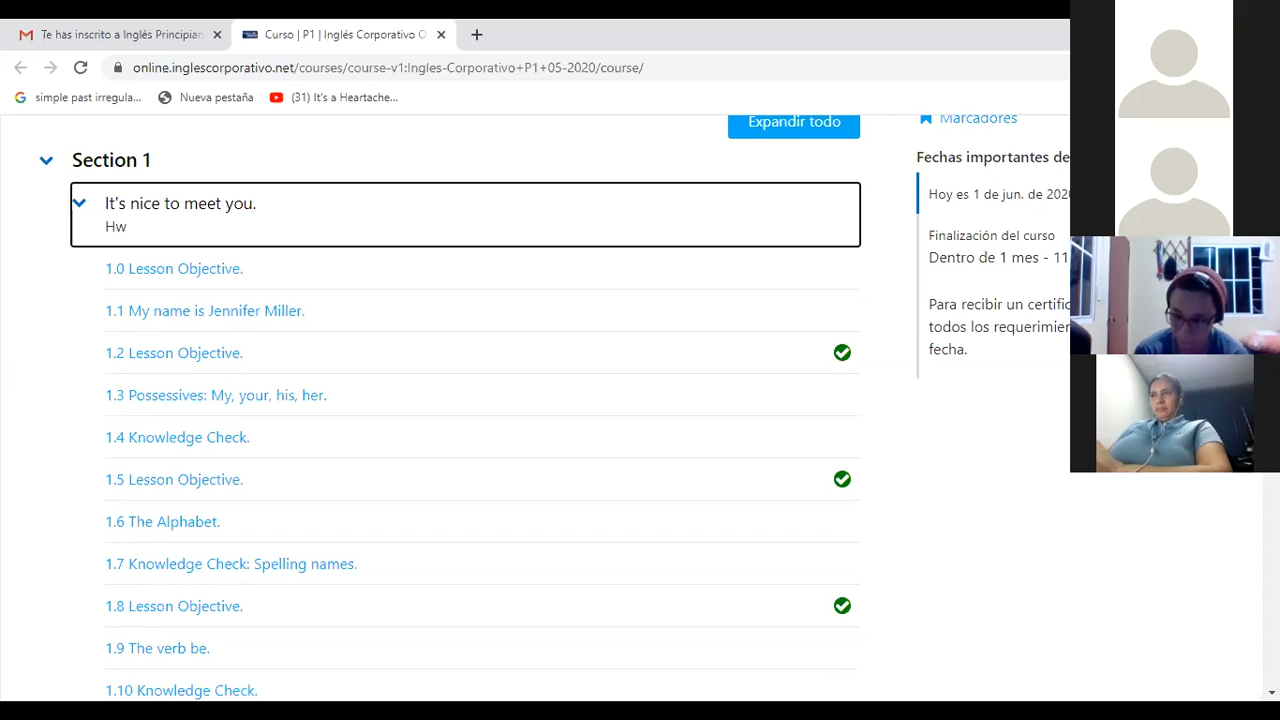 Te has inscrito a Inglés Principian
Curso | P1 | Inglés Corporativo O
online.inglescorporativo.net/courses/course-v1:Ingles-Corporativo+P1+05-2020/course/
simple past irregula...
Nueva pestaña
(31) It's a Heartache...
Expandir todo
Marcadores
Section 1
Fechas importantes de
It's nice to meet you.
Hw
Hoy es 1 de jun. de 2020
Finalización del curso
Dentro de 1 mes - 11
1.0 Lesson Objective.
1.1 My name is Jennifer Miller.
Para recibir un certific
todos los requerimie
fecha.
1.2 Lesson Objective.
1.3 Possessives: My, your, his, her.
1.4 Knowledge Check.
1.5 Lesson Objective.
1.6 The Alphabet.
1.7 Knowledge Check: Spelling names.
1.8 Lesson Objective.
1.9 The verb be.
1.10 Knowledge Check.